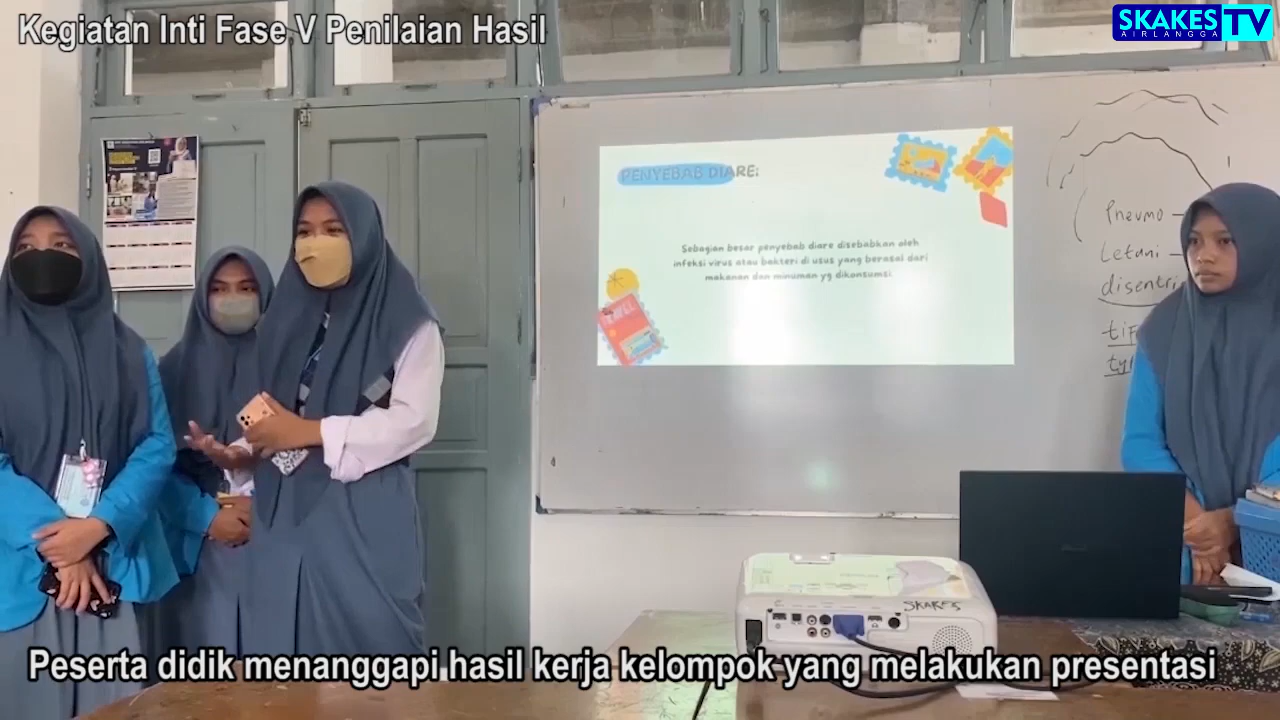 Kegiatan Inti Fase V Penilaian Hasil
SKAKES TV
AIRLANGGA
PENYEBAB DIARE:
Sebagian besar penyebab diare disebabkan oleh
infeksi virus atau bakteri di usus yang berasal dari
makanan dan minuman yg dikonsumsi.
Pneumo
Letani
disentri
SKAKES
Peserta didik menanggapi hasil kerja kelompok yang melakukan presentasi